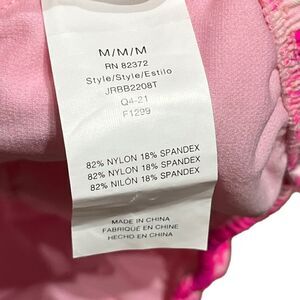 M/M/M
RN 82372
Style/Style/Estilo
JRBB2208T
Q4-21
F1299
82% NYLON 18% SPANDEX
82% NYLON 18% SPANDEX
82% NILÓN 18% SPANDEX
MADE IN CHINA
FABRIQUÉ EN CHINE
HECHO EN CHINA